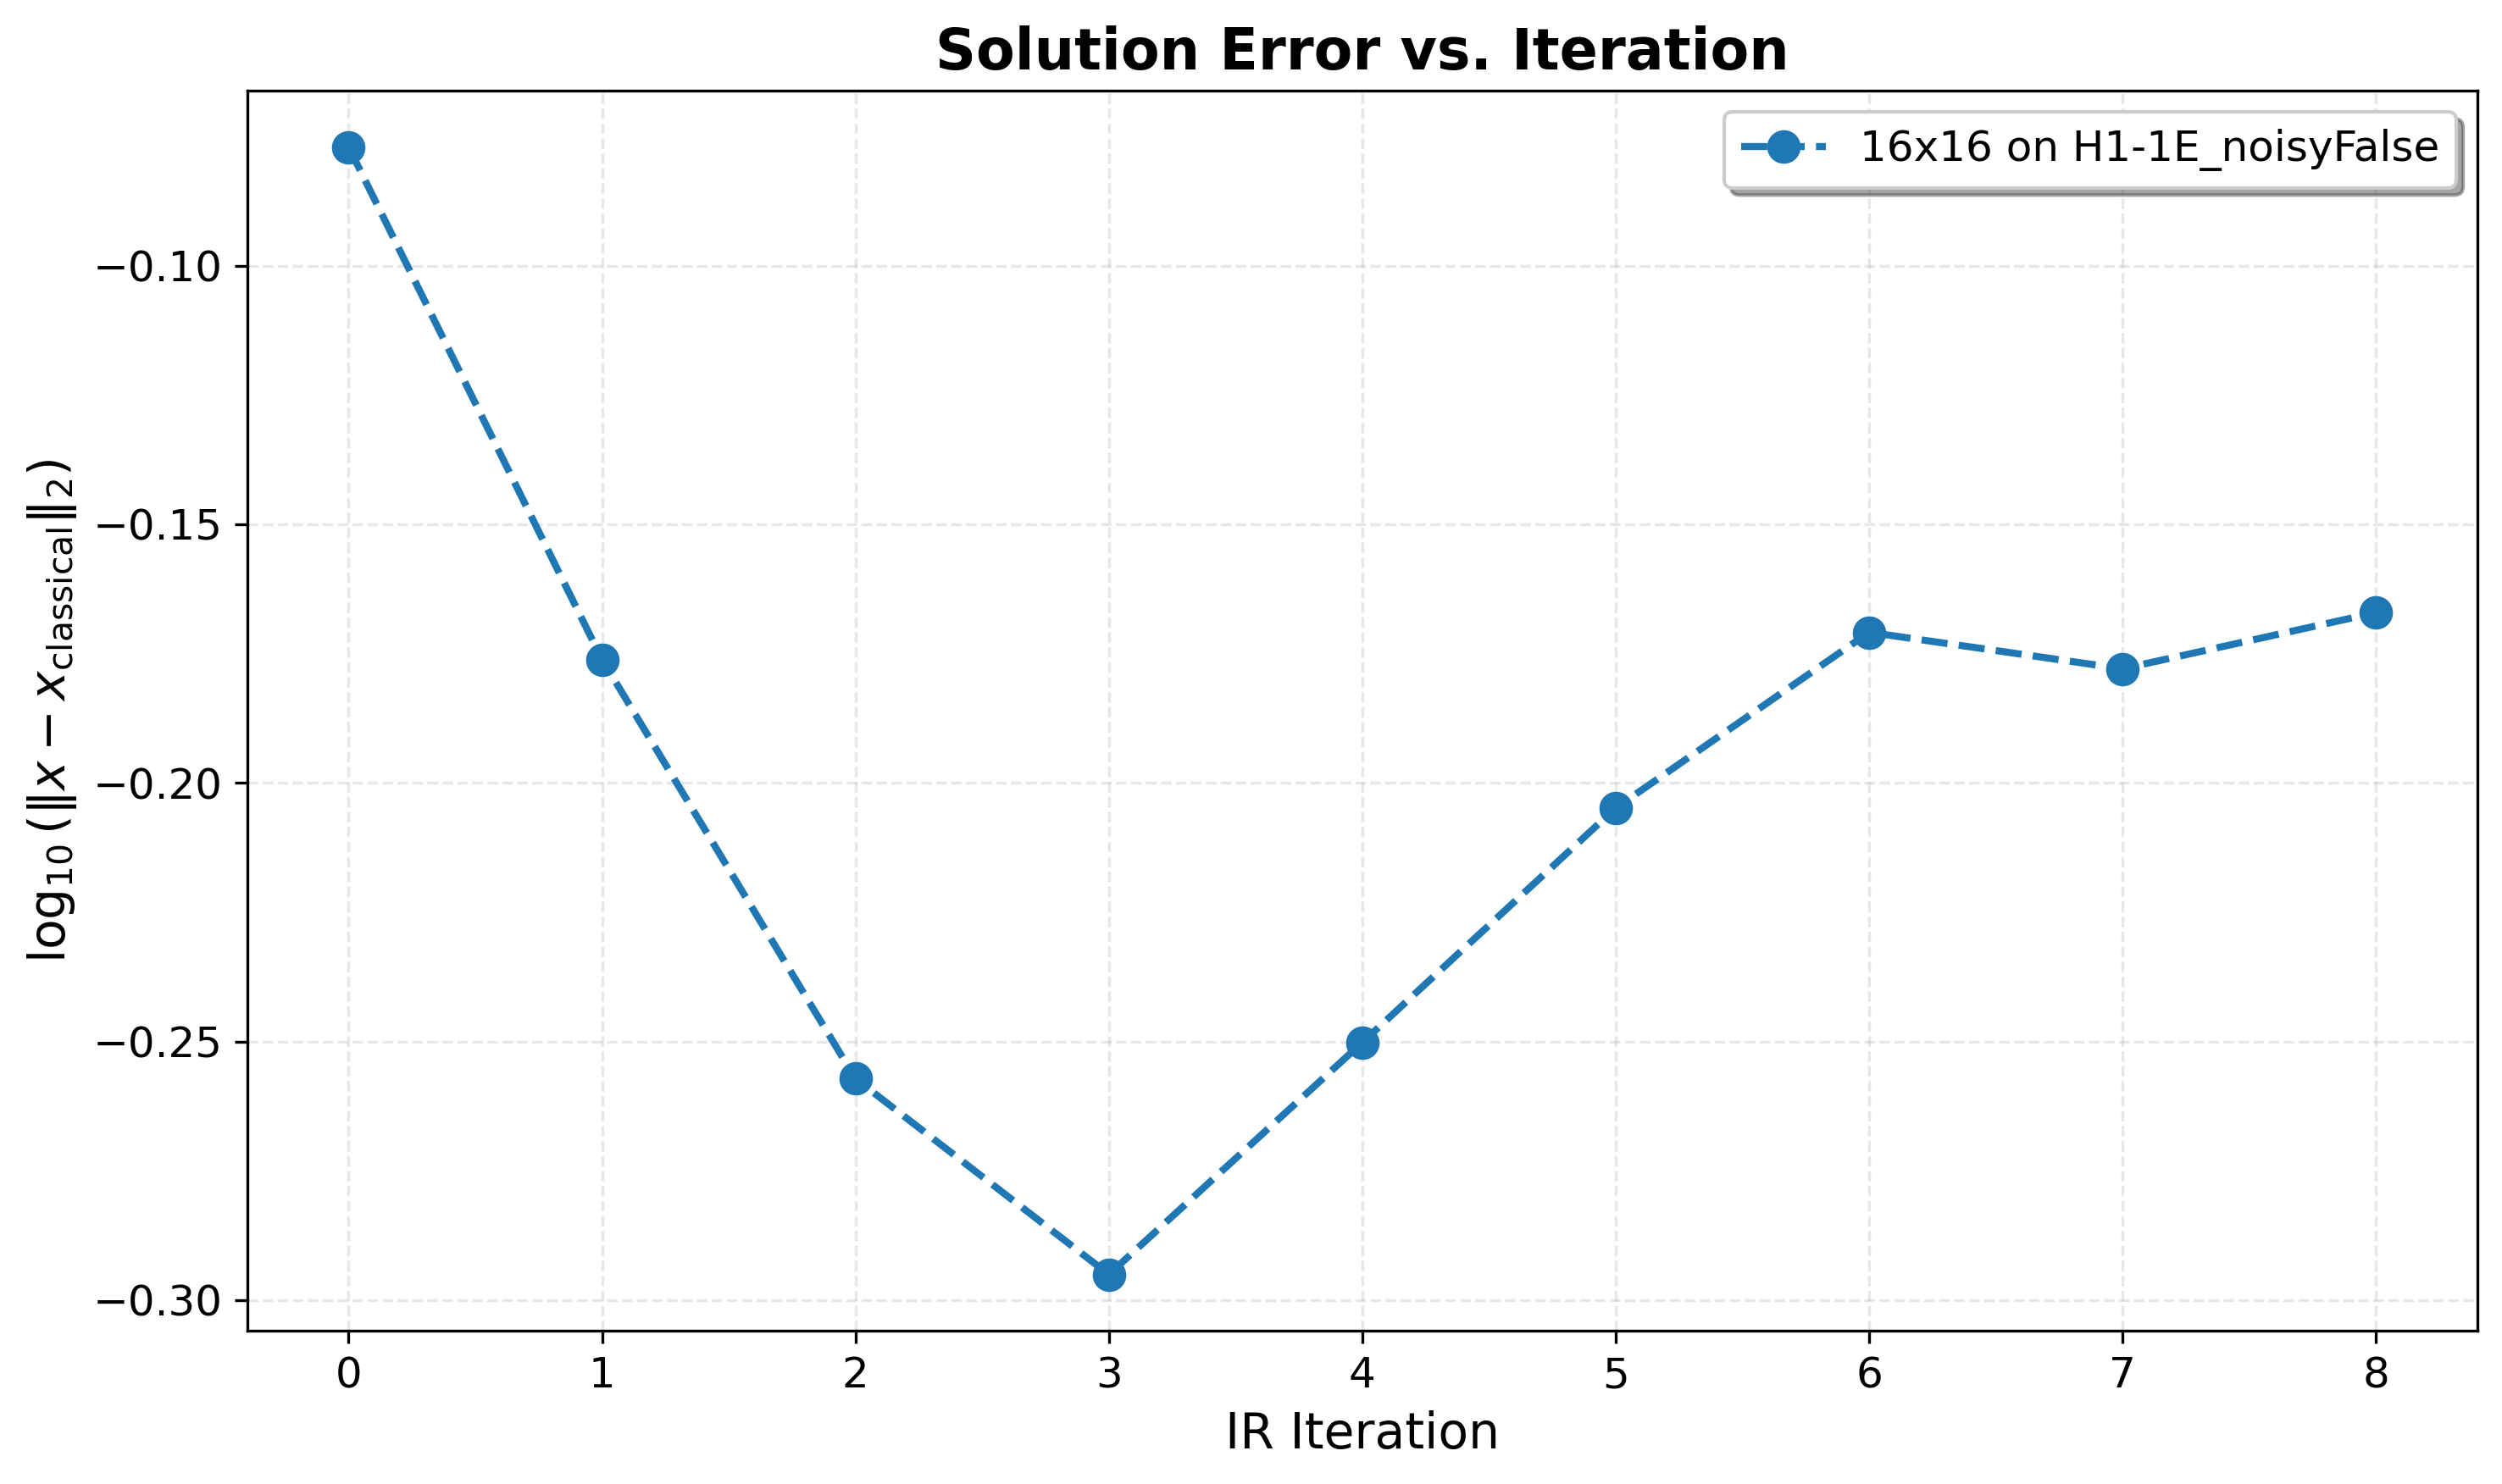 Solution Error vs. Iteration
16x16 on H1-1E_noisyFalse
log₁₀ (‖x − x_classical‖₂)
−0.10
−0.15
−0.20
−0.25
−0.30
0 1 2 3 4 5 6 7 8
IR Iteration